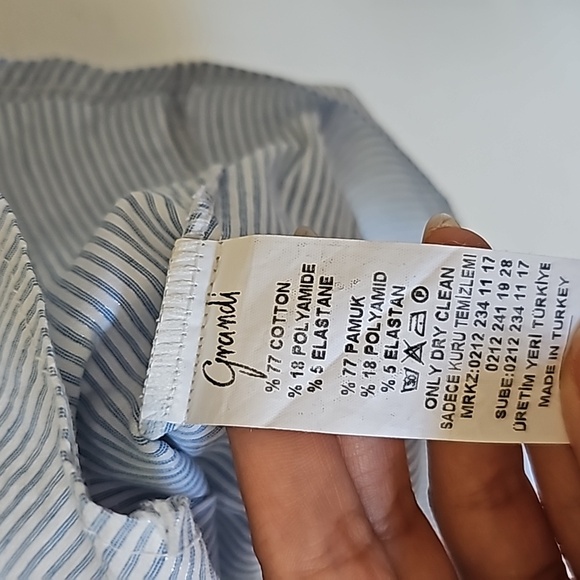 Grandi
% 77 COTTON
% 18 POLYAMIDE
% 5 ELASTANE
% 77 PAMUK
% 18 POLYAMID
% 5 ELASTAN
ONLY DRY CLEAN
SADECE KURU TEMİZLEMİ
MRKZ:0212 234 11 17
0212 241 19 28
SUBE:0212 234 11 17
ÜRETİM YERİ TÜRKİYE
MADE IN TURKEY